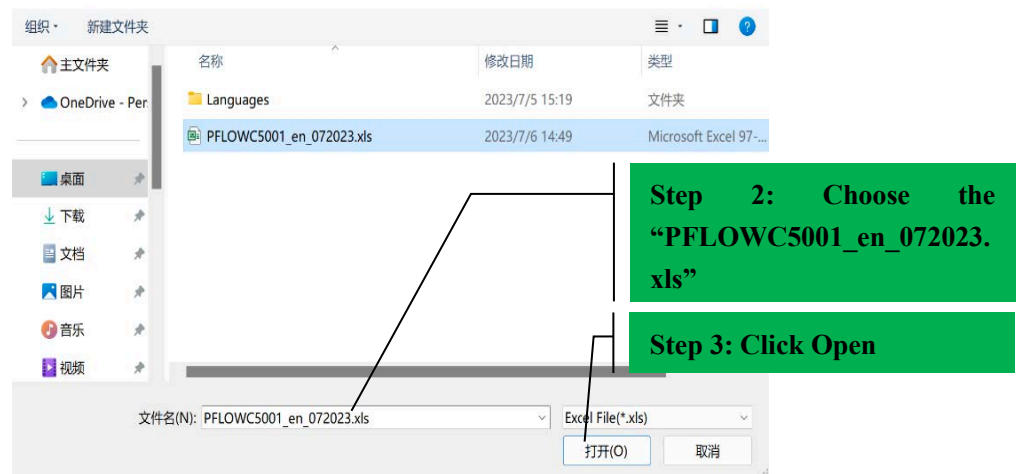 组织 新建文件夹
名称 修改日期 类型
主文件夹
OneDrive - Per
Languages 2023/7/5 15:19 文件夹
PFLOWC5001_en_072023.xls 2023/7/6 14:49 Microsoft Excel 97-...
桌面
下载
文档
图片
音乐
视频
Step 2: Choose the
“PFLOWC5001_en_072023.
xls”
Step 3: Click Open
文件名(N): PFLOWC5001_en_072023.xls Excel File(*.xls)
打开(O) 取消